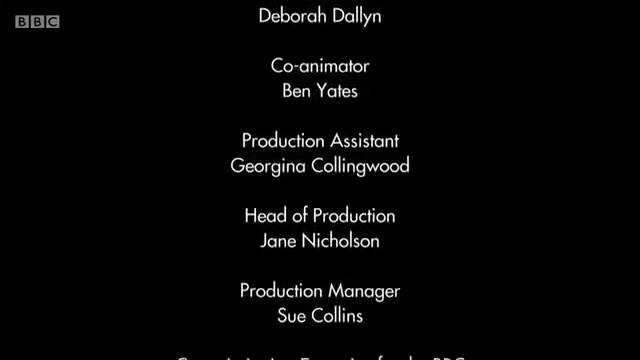 BBC
Deborah Dallyn
Co-animator
Ben Yates
Production Assistant
Georgina Collingwood
Head of Production
Jane Nicholson
Production Manager
Sue Collins